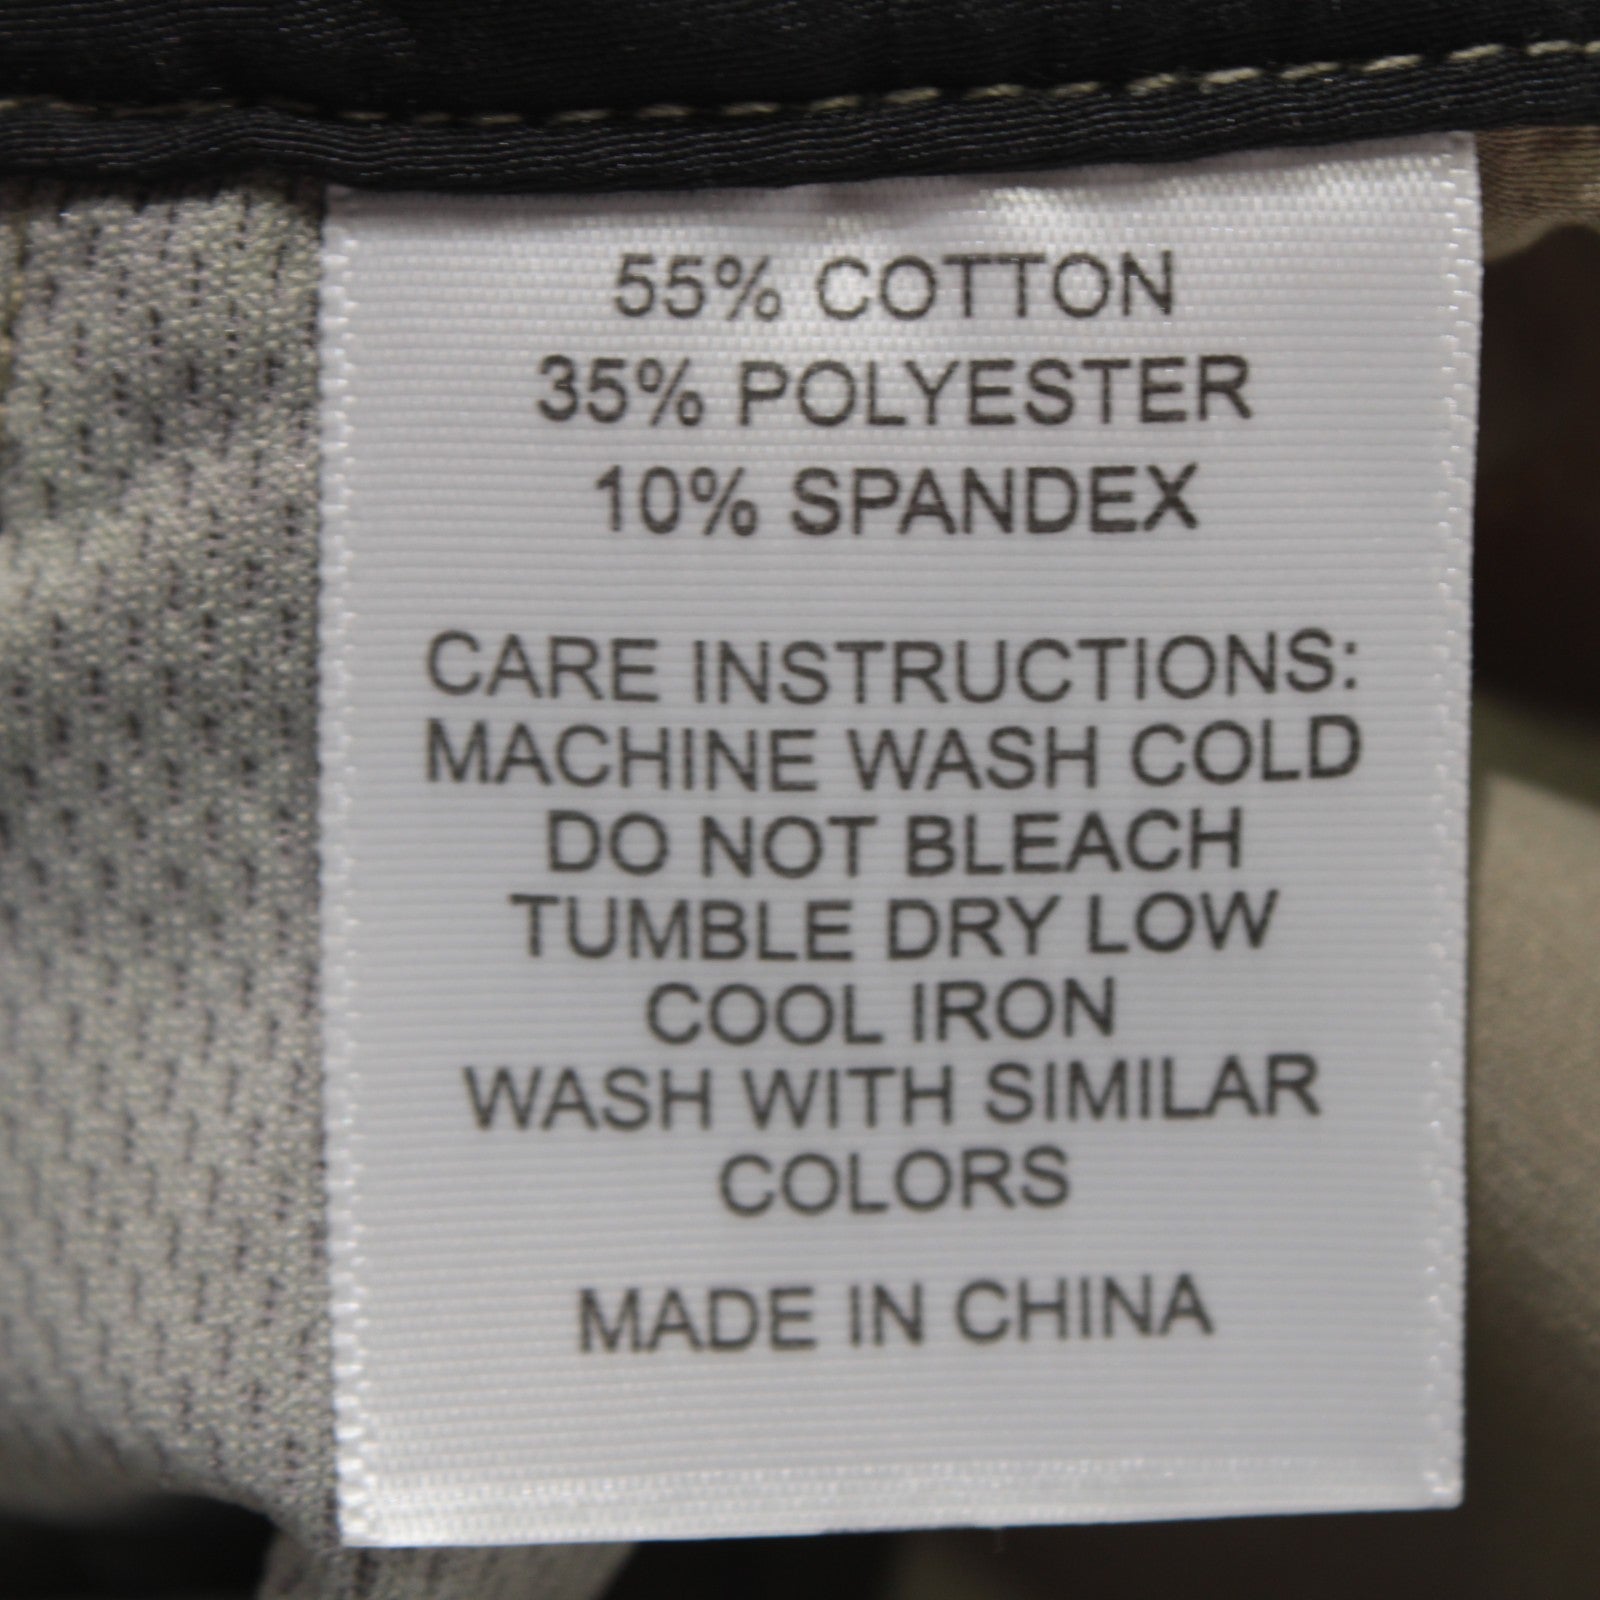 55% COTTON
35% POLYESTER
10% SPANDEX
CARE INSTRUCTIONS:
MACHINE WASH COLD
DO NOT BLEACH
TUMBLE DRY LOW
COOL IRON
WASH WITH SIMILAR
COLORS
MADE IN CHINA